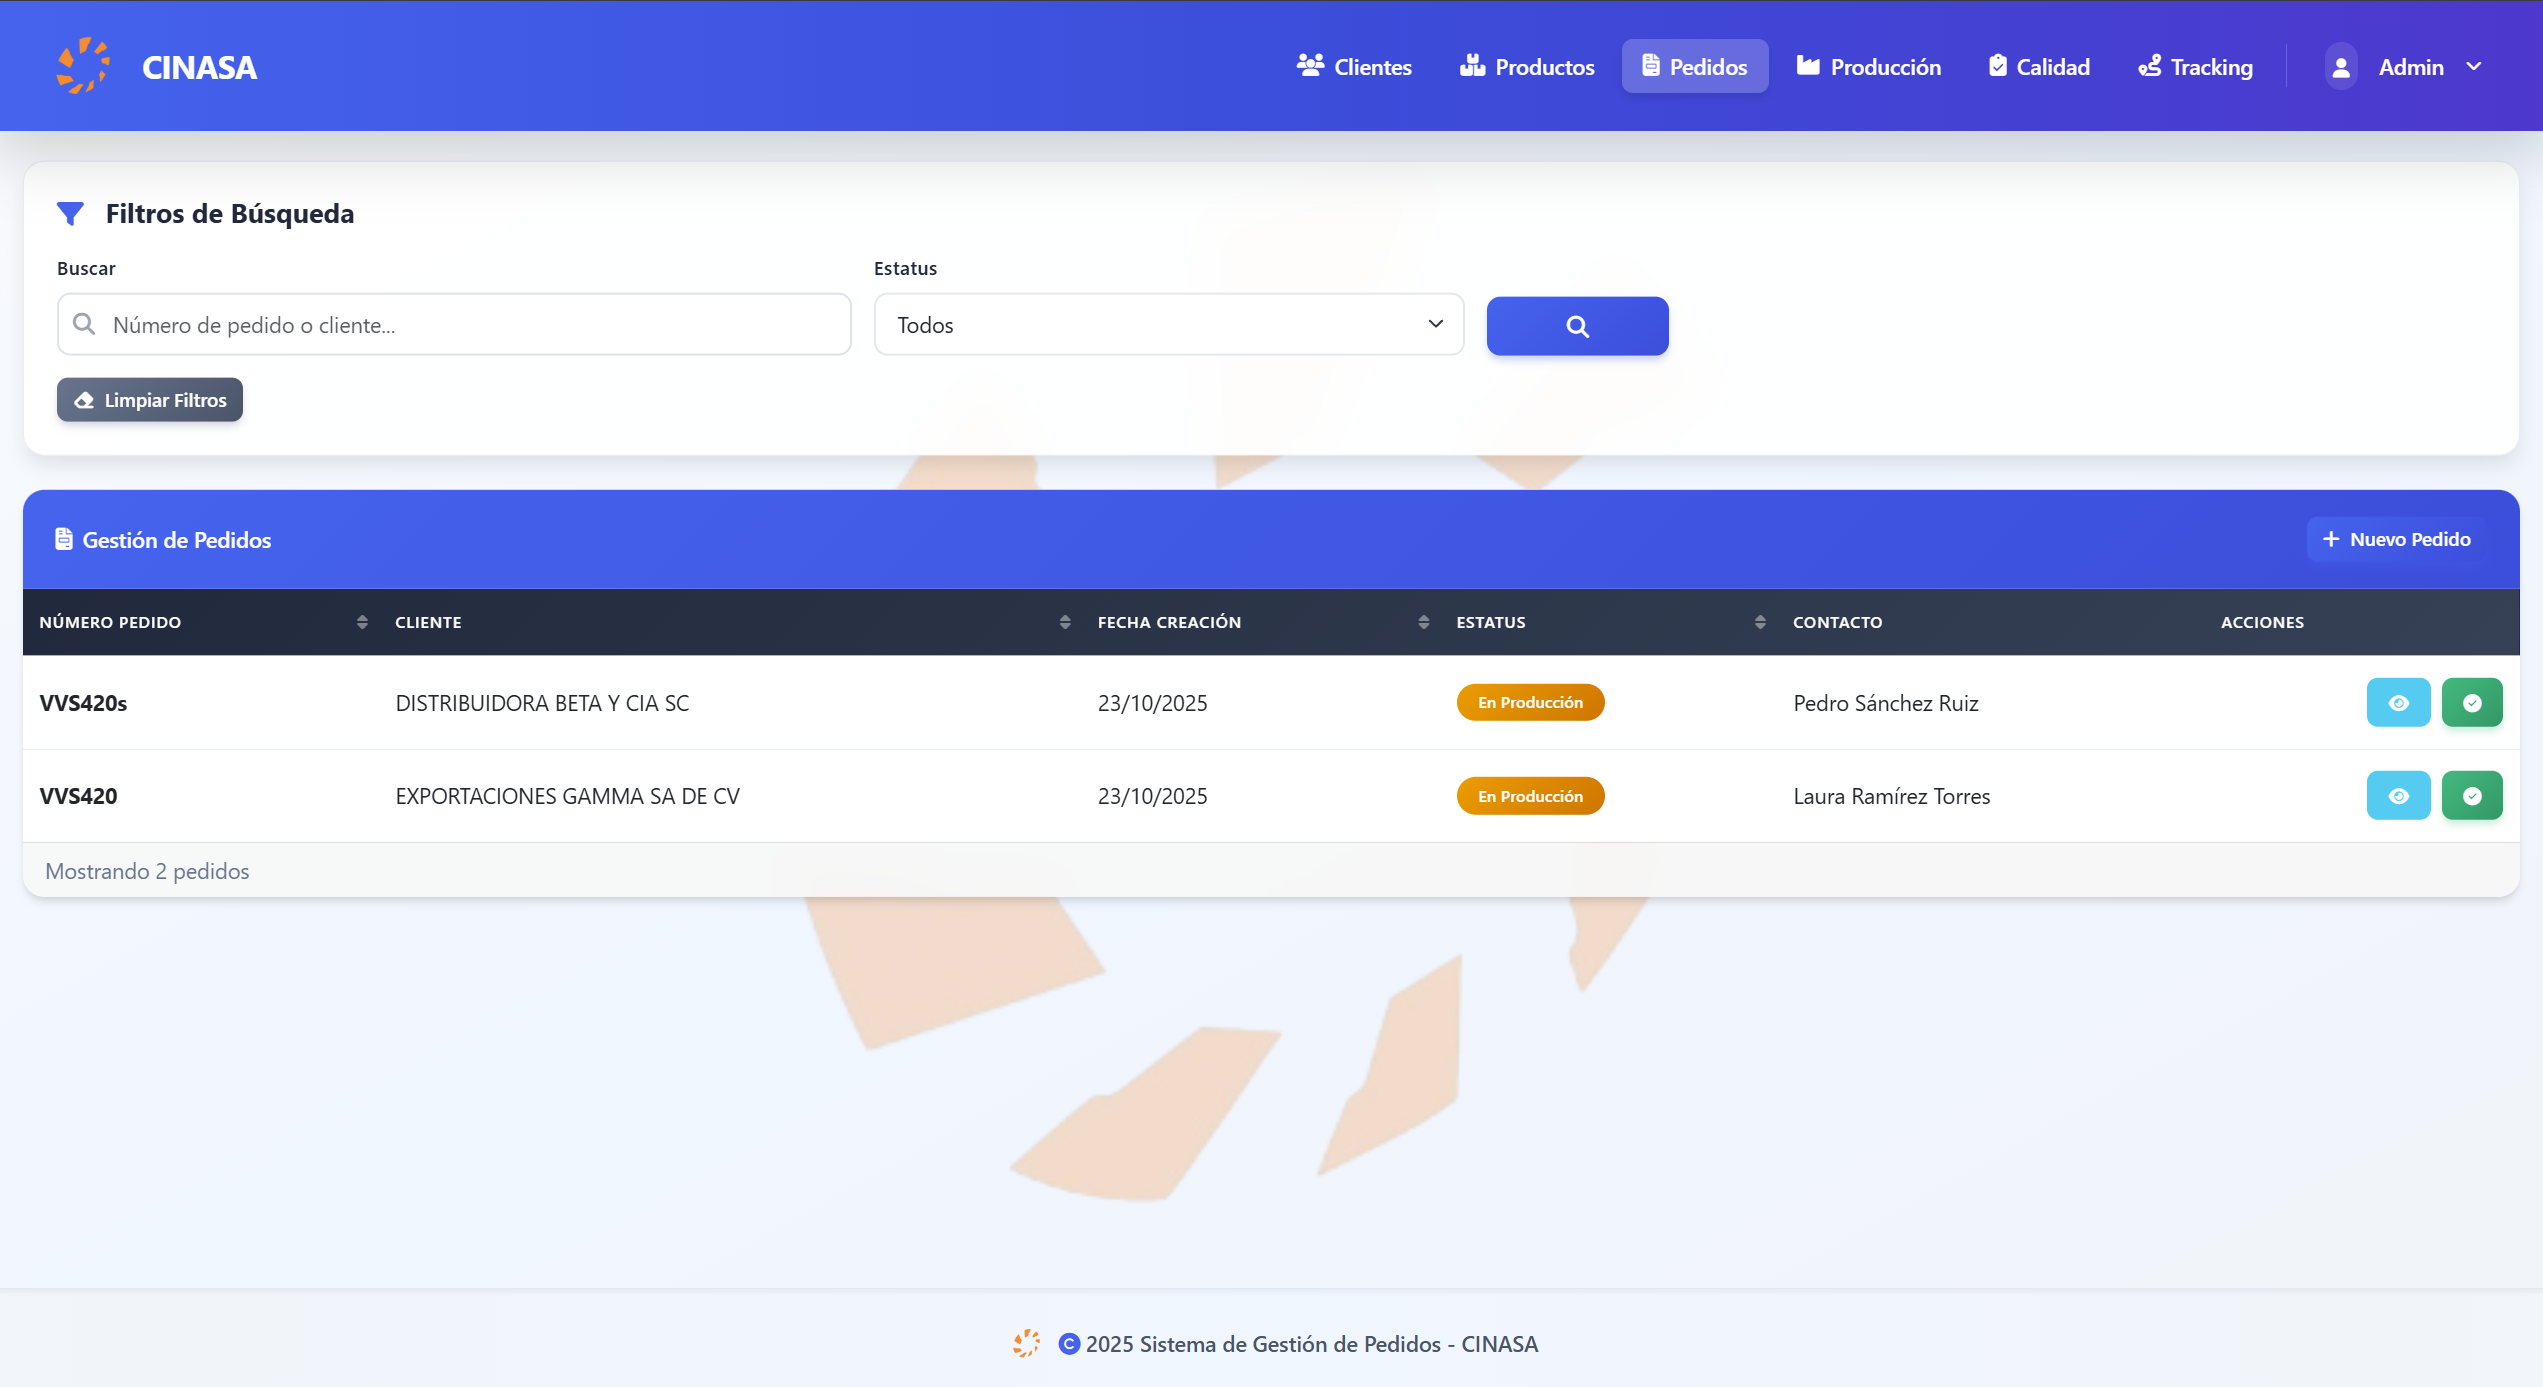 CINASA
Clientes Productos Pedidos Producción Calidad Tracking Admin
Filtros de Búsqueda
Buscar Estatus
Número de pedido o cliente... Todos
Limpiar Filtros
Gestión de Pedidos Nuevo Pedido
NÚMERO PEDIDO CLIENTE FECHA CREACIÓN ESTATUS CONTACTO ACCIONES
VVS420s DISTRIBUIDORA BETA Y CIA SC 23/10/2025 En Producción Pedro Sánchez Ruiz
VVS420 EXPORTACIONES GAMMA SA DE CV 23/10/2025 En Producción Laura Ramírez Torres
Mostrando 2 pedidos
© 2025 Sistema de Gestión de Pedidos - CINASA